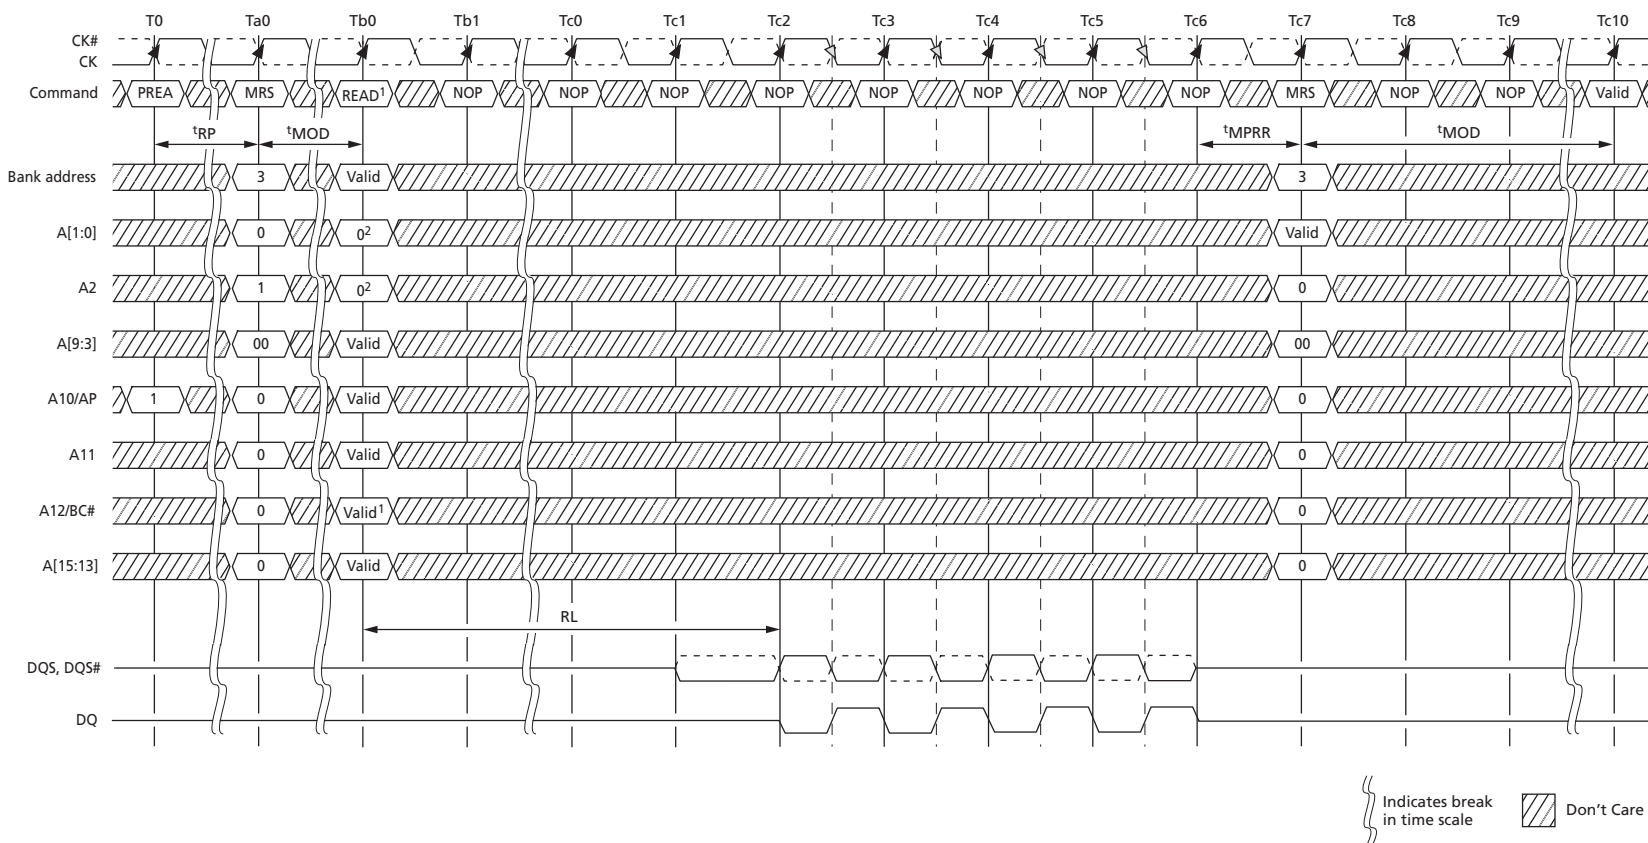 T0 Ta0 Tb0 Tb1 Tc0 Tc1 Tc2 Tc3 Tc4 Tc5 Tc6 Tc7 Tc8 Tc9 Tc10
CK#
CK
Command PREA MRS READ1 NOP NOP NOP NOP NOP NOP NOP NOP MRS NOP NOP Valid
tRP tMOD tMPRR tMOD
Bank address 3 Valid 3
A[1:0] 0 0² Valid
A2 1 0² 0
A[9:3] 00 Valid 00
A10/AP 1 0 Valid 0
A11 0 Valid 0
A12/BC# 0 Valid1 0
A[15:13] 0 Valid 0
RL
DQS, DQS#
DQ
Indicates break
in time scale
Don't Care